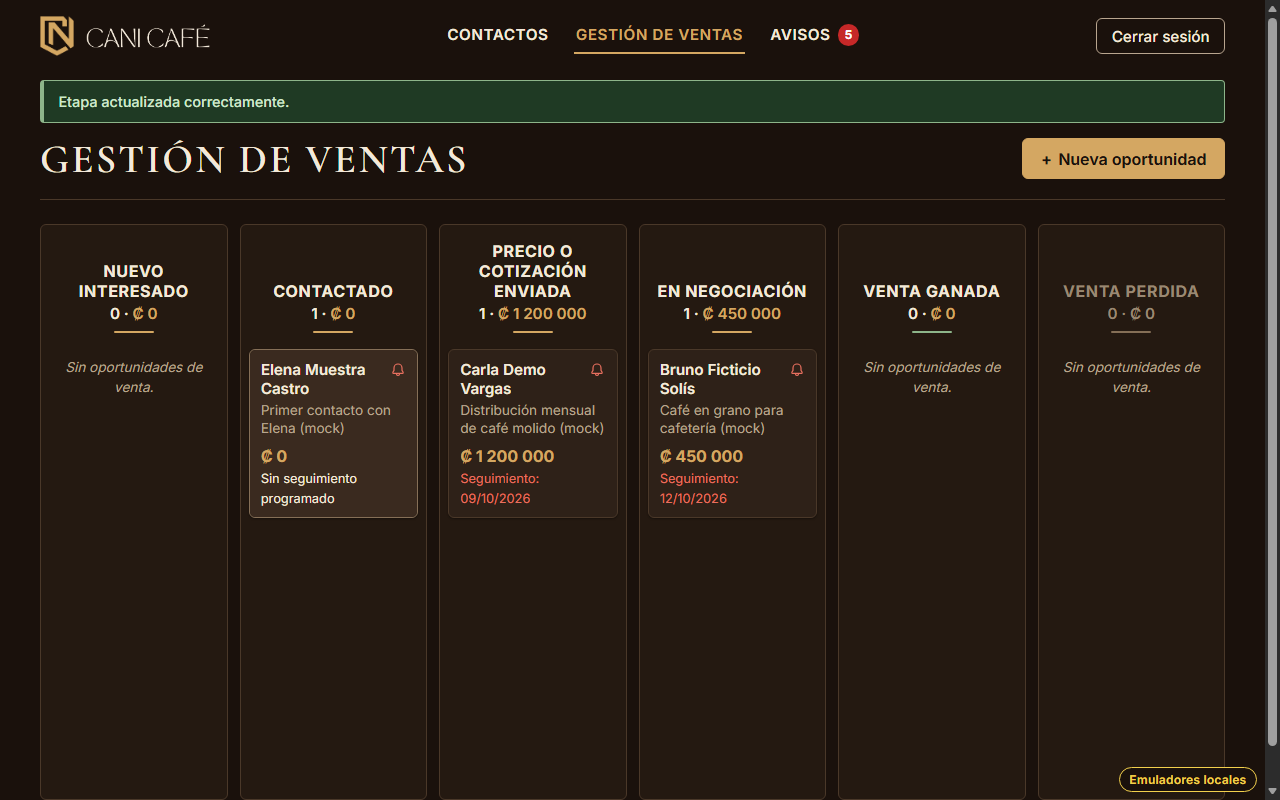 CANI CAFÉ
CONTACTOS
GESTIÓN DE VENTAS
AVISOS 5
Cerrar sesión
Etapa actualizada correctamente.
GESTIÓN DE VENTAS
+ Nueva oportunidad
NUEVO
INTERESADO
0 · ₡ 0
Sin oportunidades de
venta.
CONTACTADO
1 · ₡ 0
Elena Muestra
Castro
Primer contacto con
Elena (mock)
₡ 0
Sin seguimiento
programado
PRECIO O
COTIZACIÓN
ENVIADA
1 · ₡ 1 200 000
Carla Demo
Vargas
Distribución mensual
de café molido (mock)
₡ 1 200 000
Seguimiento:
09/10/2026
EN NEGOCIACIÓN
1 · ₡ 450 000
Bruno Ficticio
Solís
Café en grano para
cafetería (mock)
₡ 450 000
Seguimiento:
12/10/2026
VENTA GANADA
0 · ₡ 0
Sin oportunidades de
venta.
VENTA PERDIDA
0 · ₡ 0
Sin oportunidades de
venta.
Emuladores locales